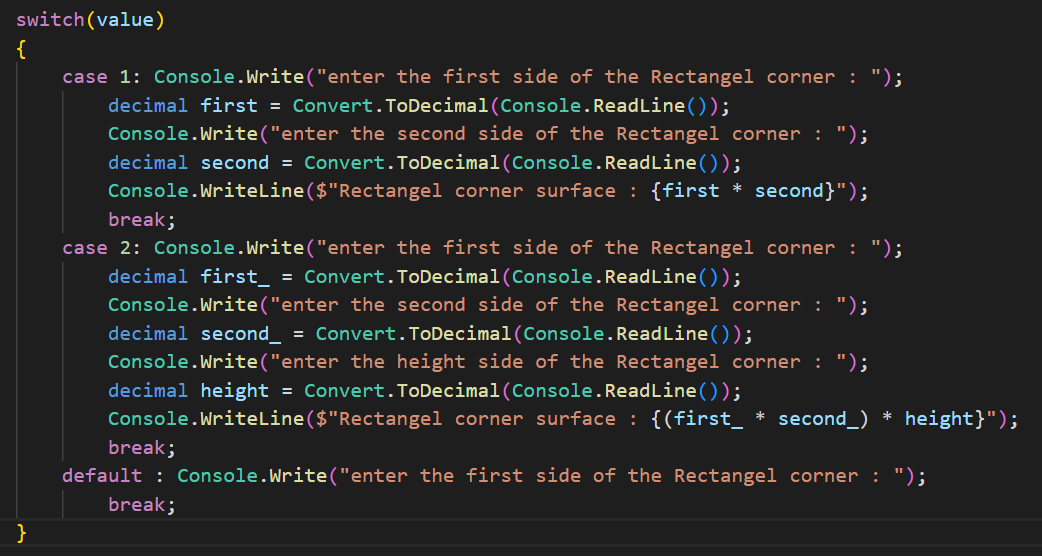 switch(value)
{
    case 1: Console.Write("enter the first side of the Rectangel corner : ");
        decimal first = Convert.ToDecimal(Console.ReadLine());
        Console.Write("enter the second side of the Rectangel corner : ");
        decimal second = Convert.ToDecimal(Console.ReadLine());
        Console.WriteLine($"Rectangel corner surface : {first * second}");
        break;
    case 2: Console.Write("enter the first side of the Rectangel corner : ");
        decimal first_ = Convert.ToDecimal(Console.ReadLine());
        Console.Write("enter the second side of the Rectangel corner : ");
        decimal second_ = Convert.ToDecimal(Console.ReadLine());
        Console.Write("enter the height side of the Rectangel corner : ");
        decimal height = Convert.ToDecimal(Console.ReadLine());
        Console.WriteLine($"Rectangel corner surface : {(first_ * second_) * height}");
        break;
    default : Console.Write("enter the first side of the Rectangel corner : ");
        break;
}